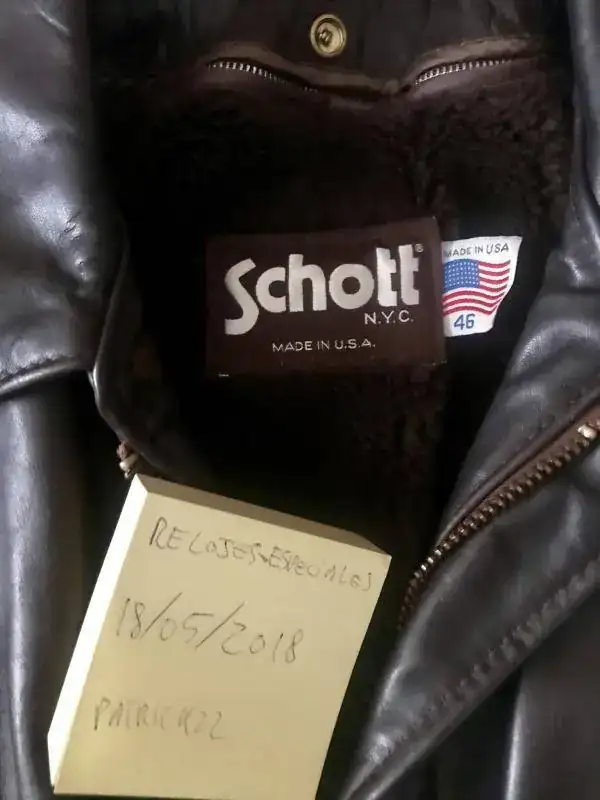 Schott®
N.Y.C.
MADE IN U.S.A.
MADE IN USA
46
RELOJES-ESPECIALES
18/05/2018
PATRICK22